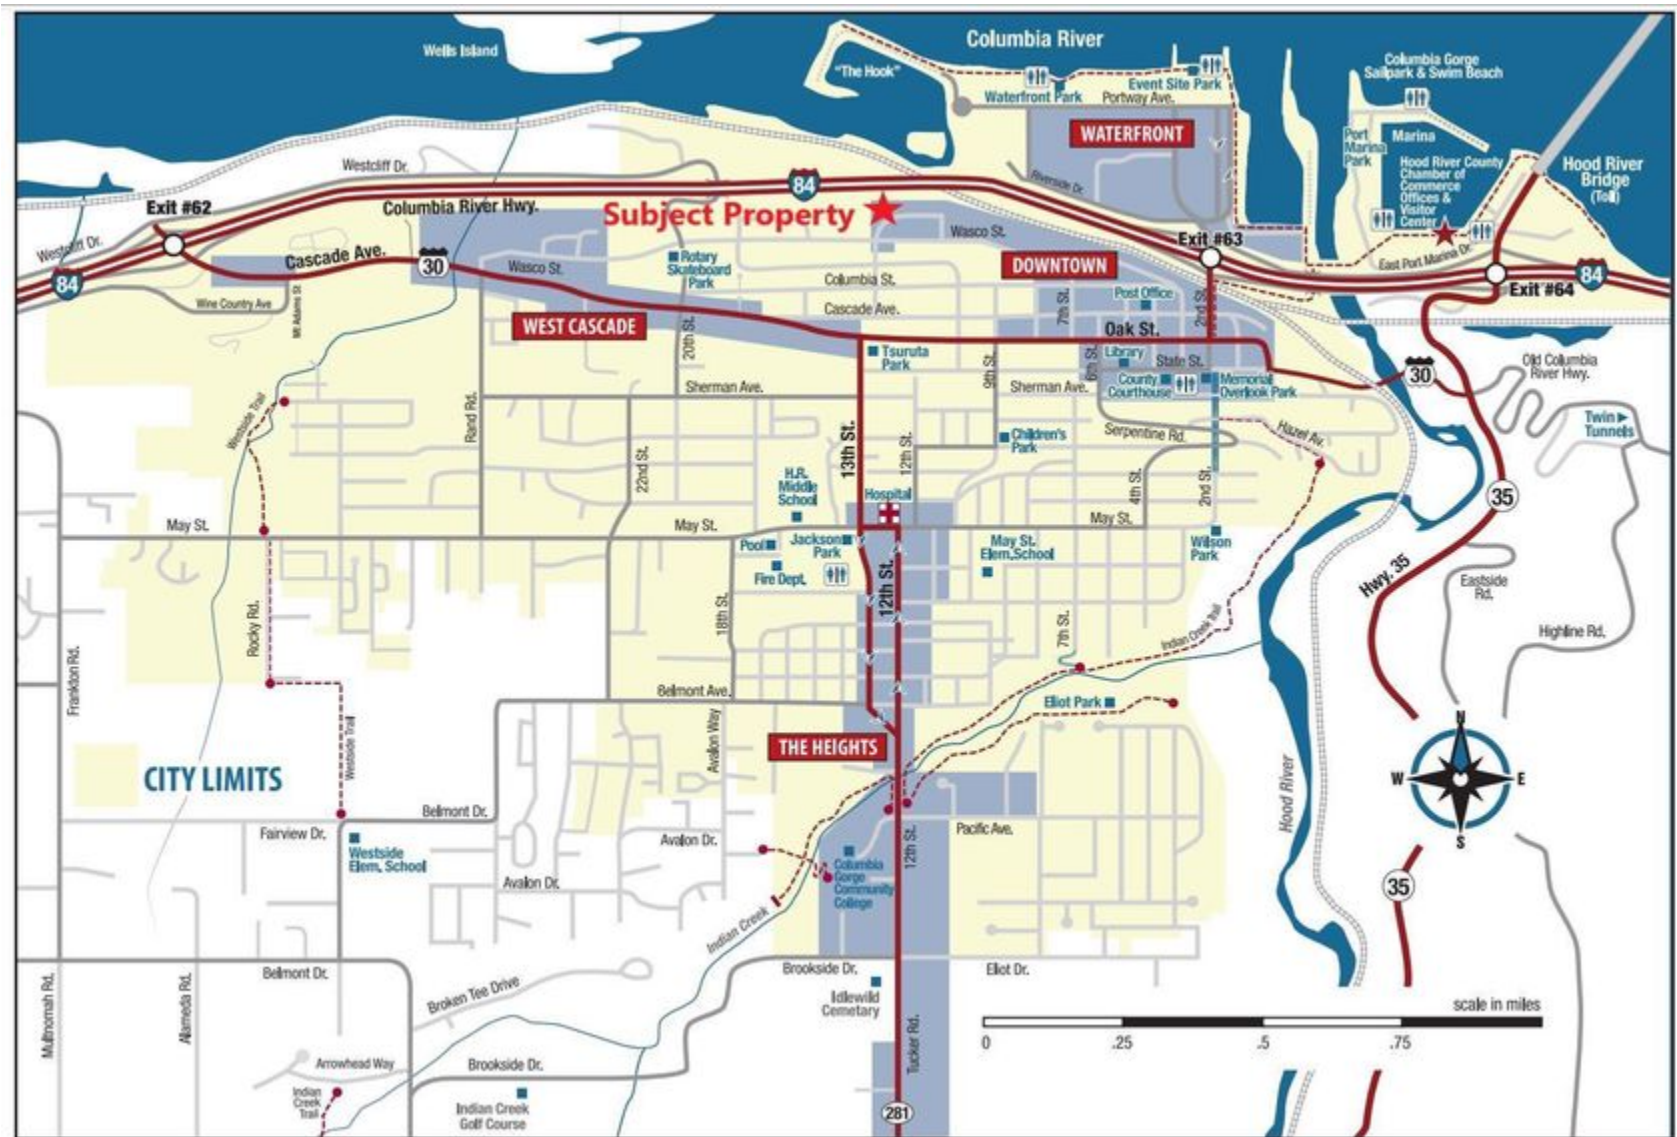 Wells Island
Columbia River
"The Hook"
Waterfront Park
Event Site Park
Portway Ave.
WATERFRONT
Columbia Gorge
Sailpark & Swim Beach
Port
Marina
Park
Marina
Hood River County
Chamber of
Commerce
Offices &
Visitor
Center
Hood River
Bridge
(Toll)
Westcliff Dr.
84
Riverside Dr.
Exit #62
Columbia River Hwy.
Subject Property
Wasco St.
Exit #63
East Port Marina Dr.
Westcliff Dr.
84
Cascade Ave.
30
Wasco St.
Rotary
Skateboard
Park
Columbia St.
DOWNTOWN
84
Exit #64
Wine Country Ave
Mt Adams St
WEST CASCADE
Cascade Ave.
7th St.
Post Office
2nd St.
Oak St.
20th St.
Tsuruta
Park
9th St.
6th St.
Library
State St.
County
Courthouse
Memorial
Overlook Park
30
Old Columbia
River Hwy.
Sherman Ave.
Sherman Ave.
Westside Trail
Rand Rd.
22nd St.
13th St.
12th St.
Children's
Park
Serpentine Rd.
Hazel Av.
Twin
Tunnels
H.R.
Middle
School
Hospital
4th St.
2nd St.
35
May St.
May St.
May St.
Pool
Jackson
Park
Fire Dept.
May St.
Elem.School
Wilson
Park
Hwy. 35
Eastside
Rd.
Highline Rd.
12th St.
18th St.
Rocky Rd.
Frankton Rd.
7th St.
Indian Creek Trail
Belmont Ave.
Eliot Park
Westside Trail
Avalon Way
THE HEIGHTS
CITY LIMITS
Hood River
N
W
E
S
Belmont Dr.
Fairview Dr.
Westside
Elem. School
Avalon Dr.
Avalon Dr.
Pacific Ave.
12th St.
Columbia
Gorge
Community
College
35
Indian Creek
Belmont Dr.
Brookside Dr.
Eliot Dr.
Multnomah Rd.
Alameda Rd.
Broken Tee Drive
Idlewild
Cemetary
scale in miles
0
.25
.5
.75
Tucker Rd.
Arrowhead Way
Brookside Dr.
Indian
Creek
Trail
Indian Creek
Golf Course
281